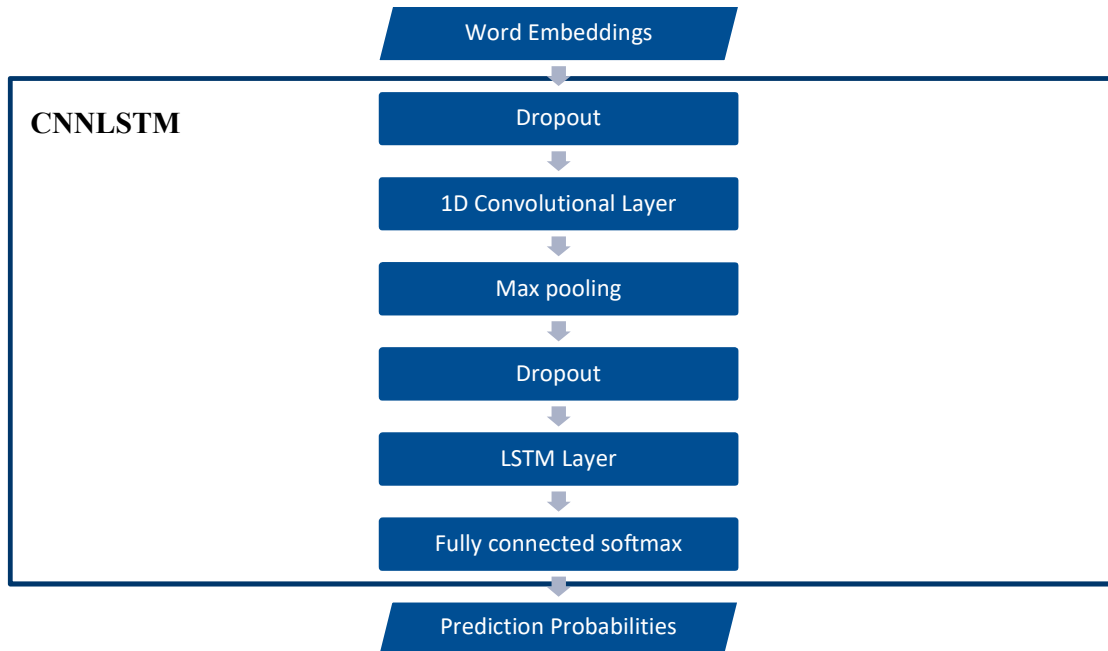 Word Embeddings
CNNLSTM
Dropout
1D Convolutional Layer
Max pooling
Dropout
LSTM Layer
Fully connected softmax
Prediction Probabilities